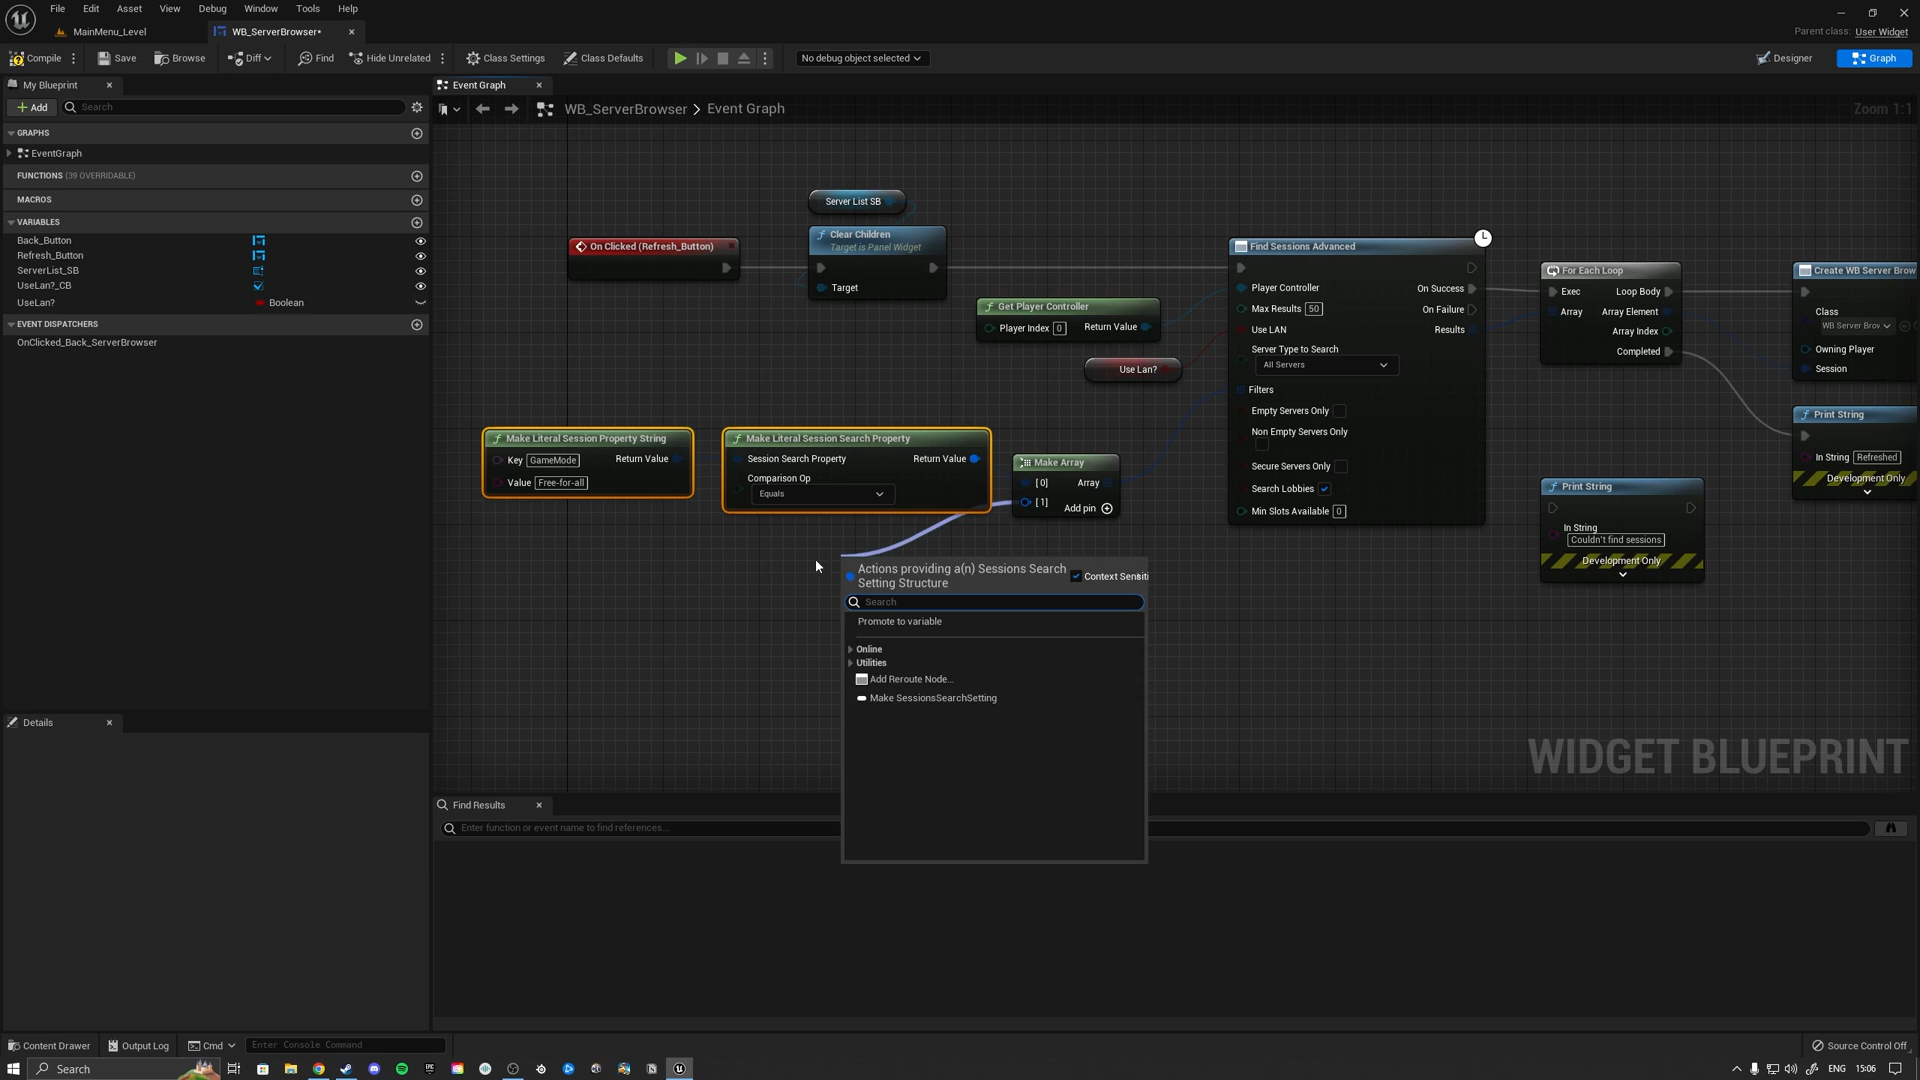 File Edit Asset View Debug Window Tools Help
MainMenu_Level
WB_ServerBrowser*
Parent class: User Widget
Compile Save Browse Diff Find Hide Unrelated Class Settings Class Defaults No debug object selected Designer Graph
My Blueprint
Event Graph
Add Search
WB_ServerBrowser > Event Graph
Zoom 1:1
GRAPHS
EventGraph
FUNCTIONS (39 OVERRIDABLE)
MACROS
VARIABLES
Back_Button
Refresh_Button
ServerList_SB
UseLan?_CB
UseLan? Boolean
EVENT DISPATCHERS
OnClicked_Back_ServerBrowser
Details
Server List SB
On Clicked (Refresh_Button)
Clear Children
Target is Panel Widget
Target
Get Player Controller
Player Index 0 Return Value
Use Lan?
Find Sessions Advanced
Player Controller On Success
Max Results 50 On Failure
Use LAN Results
Server Type to Search
All Servers
Filters
Empty Servers Only
Non Empty Servers Only
Secure Servers Only
Search Lobbies
Min Slots Available 0
For Each Loop
Exec Loop Body
Array Array Element
Array Index
Completed
Create WB Server Brow
Class
WB Server Brow
Owning Player
Session
Print String
In String Refreshed
Development Only
Print String
In String
Couldn't find sessions
Development Only
Make Literal Session Property String
Key GameMode Return Value
Value Free-for-all
Make Literal Session Search Property
Session Search Property Return Value
Comparison Op
Equals
Make Array
[0] Array
[1] Add pin
Actions providing a(n) Sessions Search
Setting Structure
Context Sensiti
Search
Promote to variable
Online
Utilities
Add Reroute Node...
Make SessionsSearchSetting
WIDGET BLUEPRINT
Find Results
Enter function or event name to find references...
Content Drawer Output Log Cmd Enter Console Command Source Control Off
Search
ENG 15:06